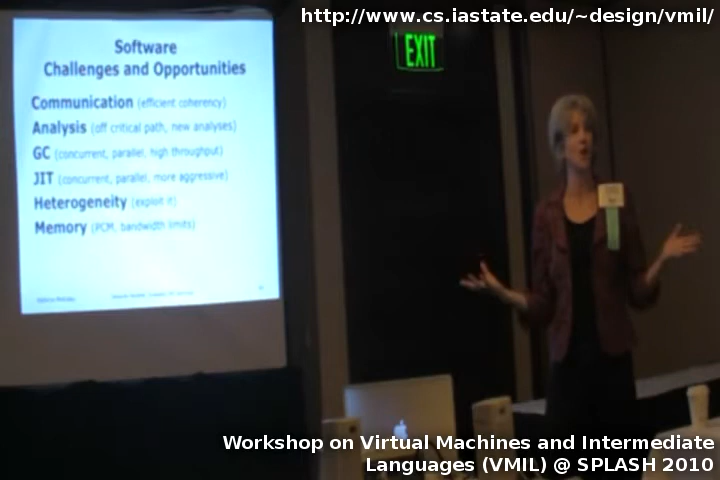 http://www.cs.iastate.edu/~design/vmil/
EXIT
Software
Challenges and Opportunities
Communication (efficient coherency)
Analysis (off critical path, new analyses)
GC (concurrent, parallel, high throughput)
JIT (concurrent, parallel, more aggressive)
Heterogeneity (exploit it)
Memory (PCM, bandwidth limits)
Workshop on Virtual Machines and Intermediate
Languages (VMIL) @ SPLASH 2010